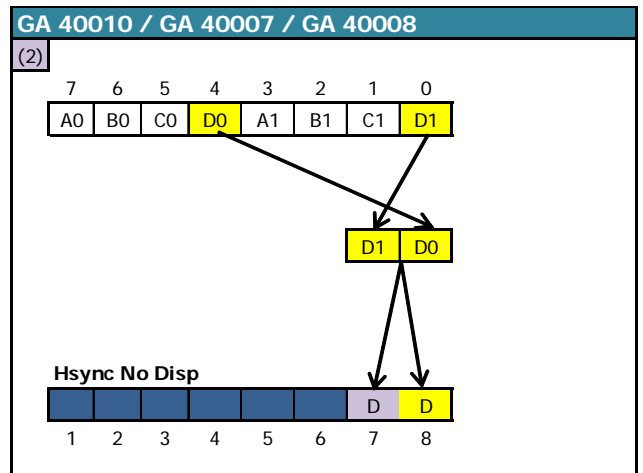 GA 40010 / GA 40007 / GA 40008
(2)
7 6 5 4 3 2 1 0
A0 B0 C0 D0 A1 B1 C1 D1
D1 D0
Hsync No Disp
D D
1 2 3 4 5 6 7 8